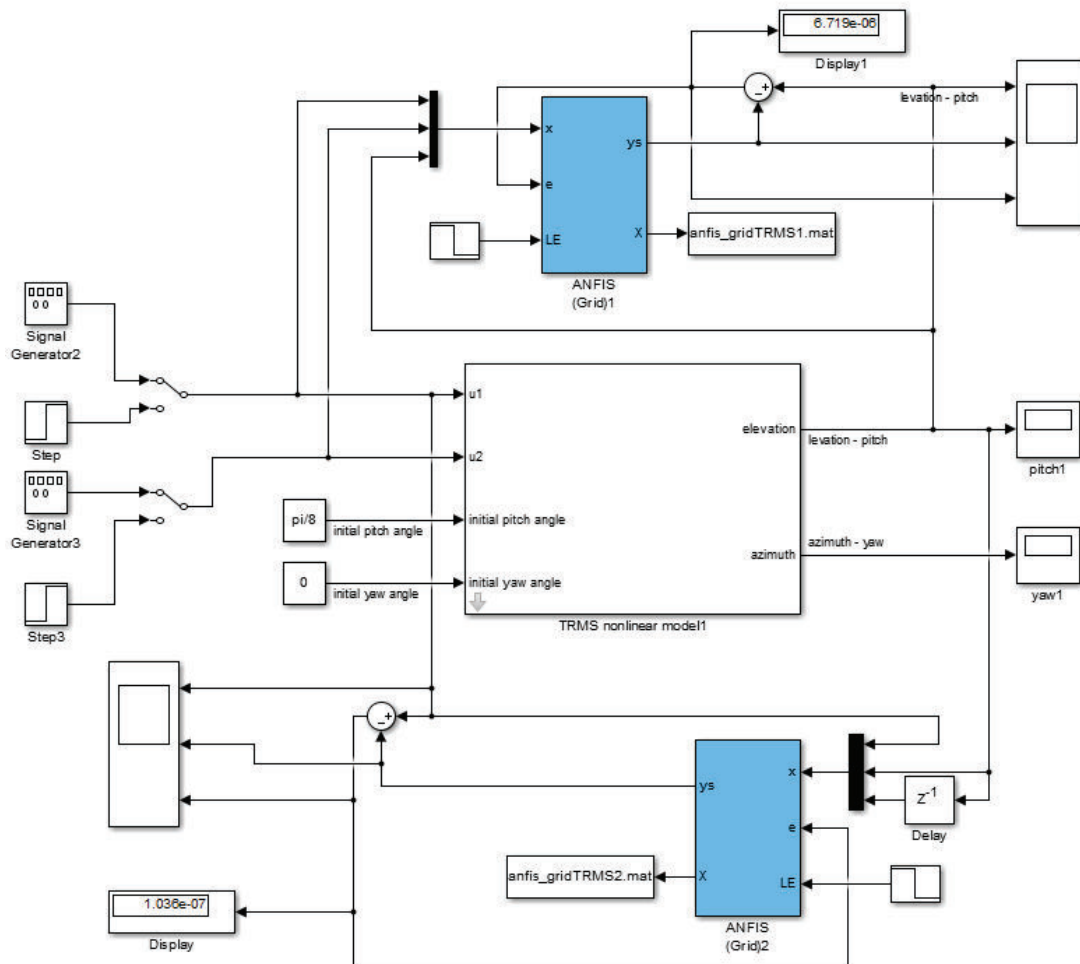 6.719e-06
Display1
levation - pitch
x
ys
e
LE
X
anfis_gridTRMS1.mat
ANFIS
(Grid)1
Signal
Generator2
Step
Signal
Generator3
Step3
u1
u2
pi/8
initial pitch angle
initial pitch angle
0
initial yaw angle
initial yaw angle
elevation
levation - pitch
azimuth
azimuth - yaw
TRMS nonlinear model1
pitch1
yaw1
ys
x
e
X
LE
anfis_gridTRMS2.mat
ANFIS
(Grid)2
Z-1
Delay
1.036e-07
Display